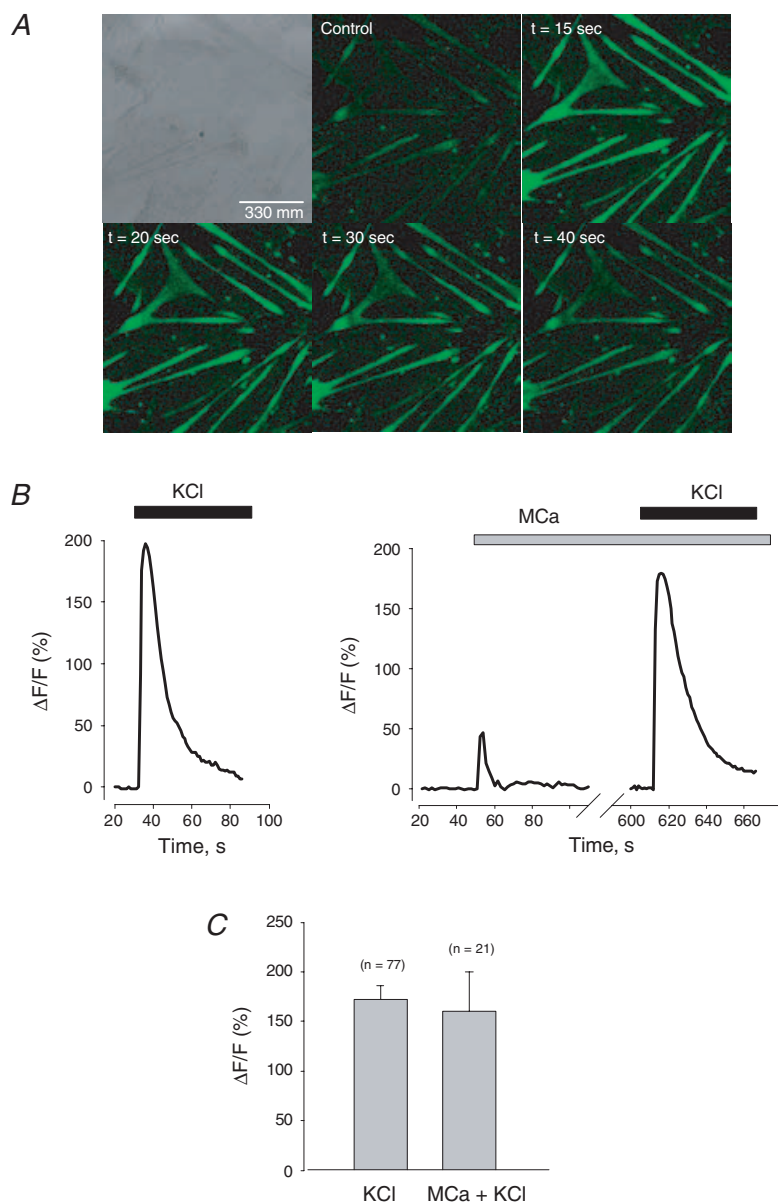 A
Control
t = 15 sec
330 mm
t = 20 sec
t = 30 sec
t = 40 sec
B
KCl
200
150
100
50
0
ΔF/F (%)
20 40 60 80 100
Time, s
MCa
KCl
200
150
100
50
0
ΔF/F (%)
20 40 60 80 600 620 640 660
Time, s
C
250
200
150
100
50
0
ΔF/F (%)
(n = 77)
(n = 21)
KCl
MCa + KCl